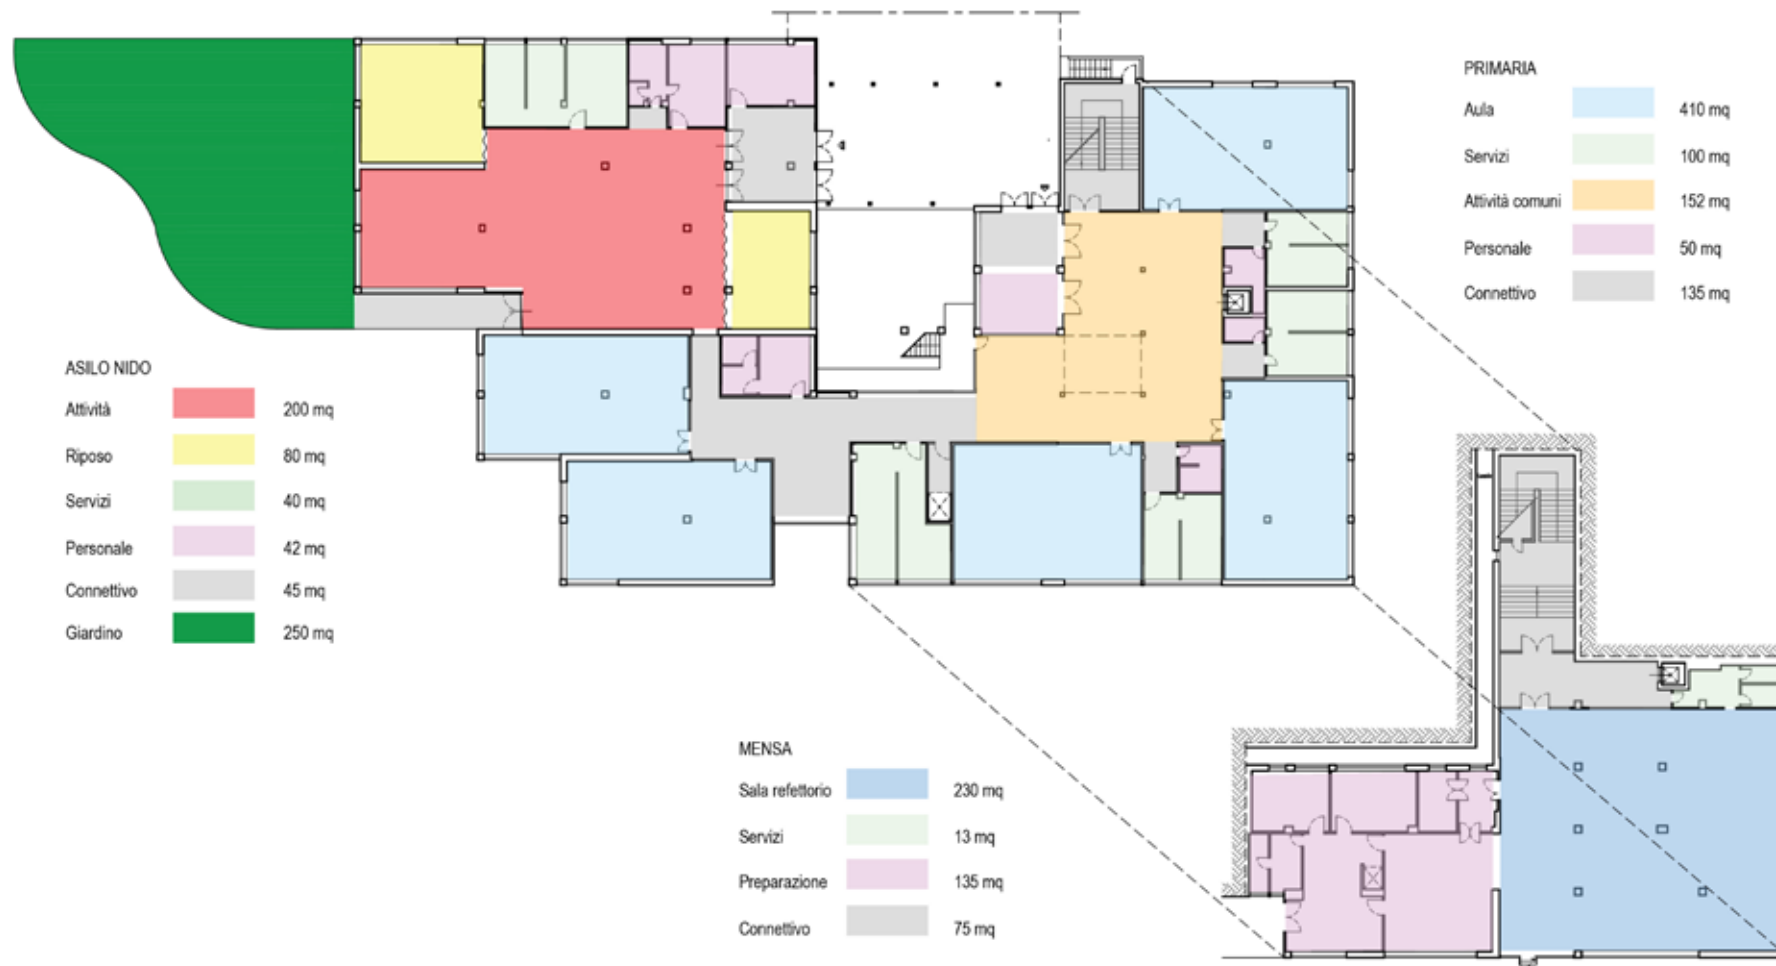 PRIMARIA
Aula 410 mq
Servizi 100 mq
Attività comuni 152 mq
Personale 50 mq
Connettivo 135 mq
ASILO NIDO
Attività 200 mq
Riposo 80 mq
Servizi 40 mq
Personale 42 mq
Connettivo 45 mq
Giardino 250 mq
MENSA
Sala refettorio 230 mq
Servizi 13 mq
Preparazione 135 mq
Connettivo 75 mq